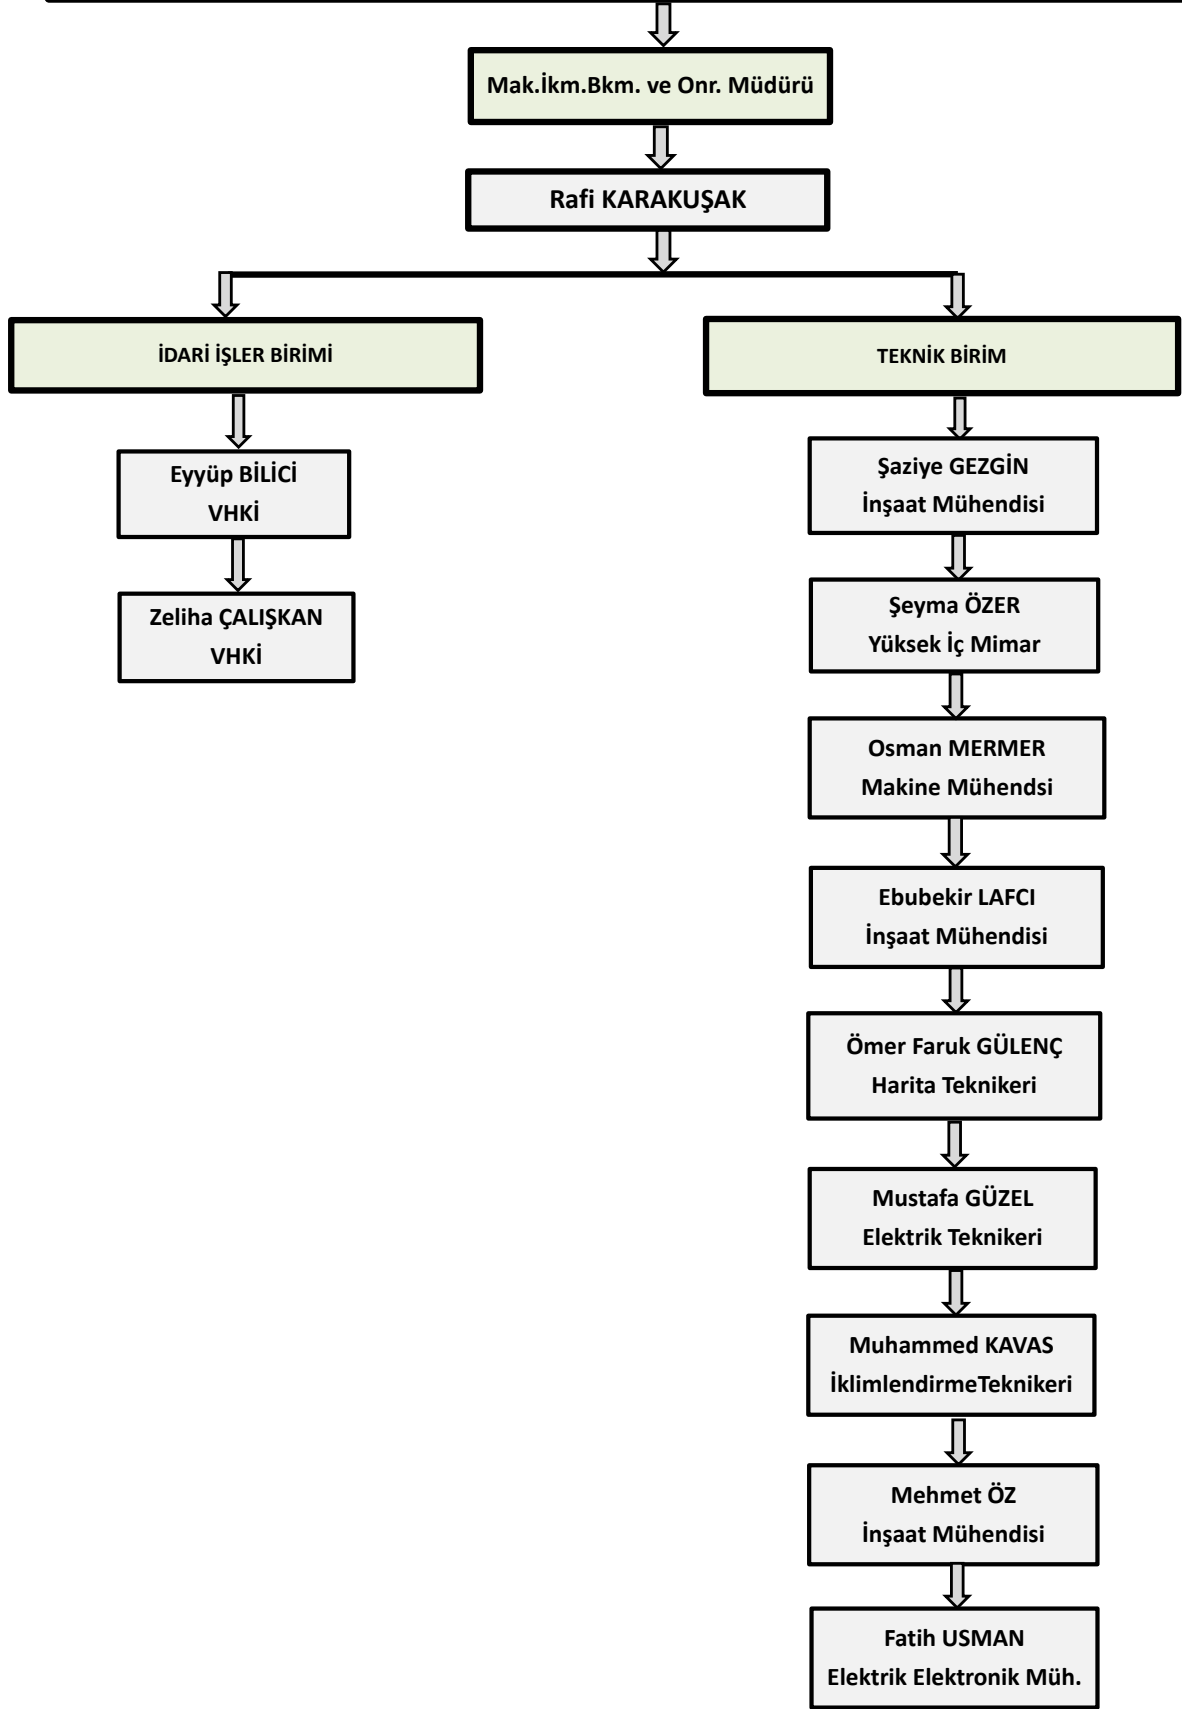 Mak.İkm.Bkm. ve Onr. Müdürü
Rafi KARAKUŞAK
İDARİ İŞLER BİRİMİ
Eyyüp BİLİCİ
VHKİ
Zeliha ÇALIŞKAN
VHKİ
TEKNİK BİRİM
Şaziye GEZGİN
İnşaat Mühendisi
Şeyma ÖZER
Yüksek İç Mimar
Osman MERMER
Makine Mühendsi
Ebubekir LAFCI
İnşaat Mühendisi
Ömer Faruk GÜLENÇ
Harita Teknikeri
Mustafa GÜZEL
Elektrik Teknikeri
Muhammed KAVAS
İklimlendirmeTeknikeri
Mehmet ÖZ
İnşaat Mühendisi
Fatih USMAN
Elektrik Elektronik Müh.